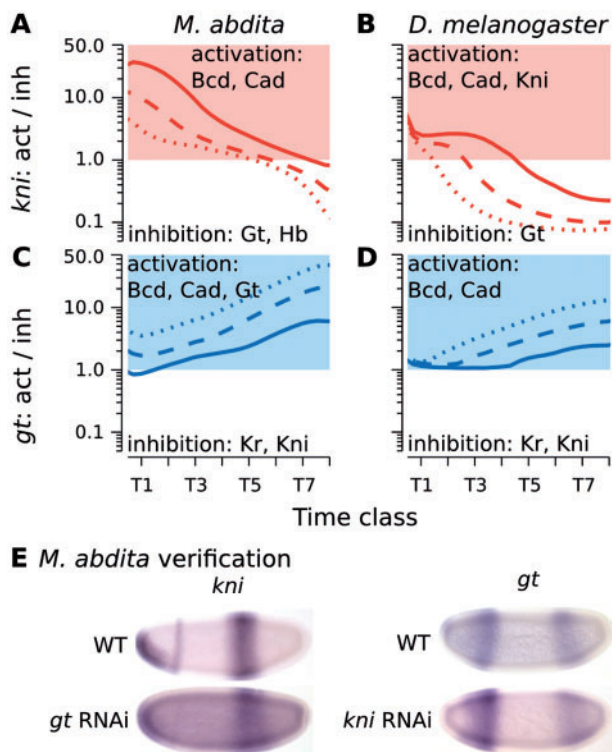 A M. abdita
B D. melanogaster
kni: act / inh
50.0
10.0
1.0
0.1
activation:
Bcd, Cad
inhibition: Gt, Hb
activation:
Bcd, Cad, Kni
inhibition: Gt
C
gt: act / inh
50.0
10.0
1.0
0.1
activation:
Bcd, Cad, Gt
inhibition: Kr, Kni
D
activation:
Bcd, Cad
inhibition: Kr, Kni
T1 T3 T5 T7
T1 T3 T5 T7
Time class
E M. abdita verification
kni
gt
WT
WT
gt RNAi
kni RNAi